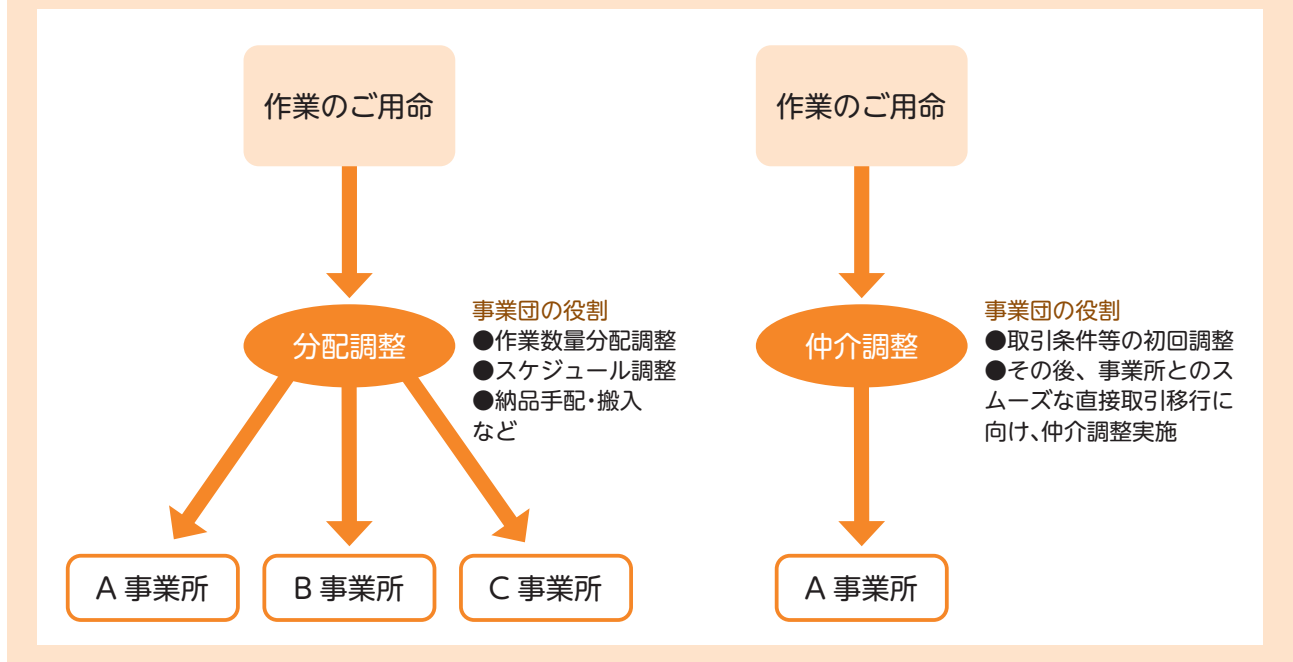 作業のご用命
分配調整
事業団の役割
●作業数量分配調整
●スケジュール調整
●納品手配・搬入
など
A 事業所
B 事業所
C 事業所
作業のご用命
仲介調整
事業団の役割
●取引条件等の初回調整
●その後、事業所とのス
ムーズな直接取引移行に
向け、仲介調整実施
A 事業所